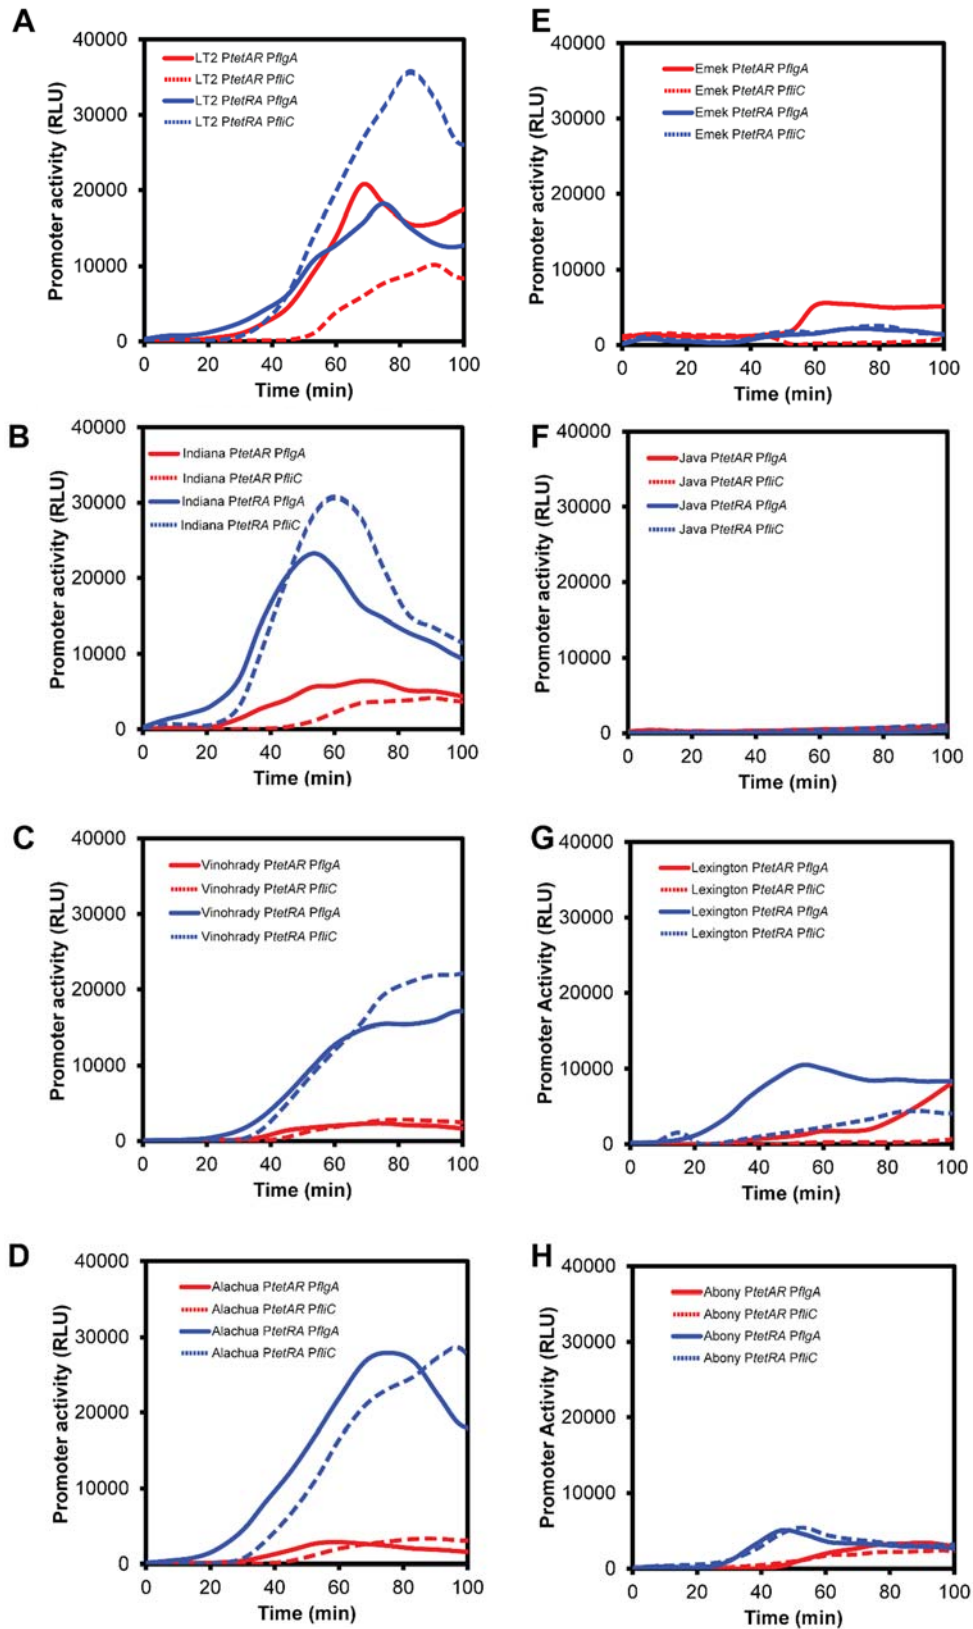 A
40000
30000
20000
10000
0
Promoter activity (RLU)
LT2 PtetAR PflgA
LT2 PtetAR PfliC
LT2 PtetRA PflgA
LT2 PtetRA PfliC
0 20 40 60 80 100
Time (min)
B
40000
30000
20000
10000
0
Promoter activity (RLU)
Indiana PtetAR PflgA
Indiana PtetAR PfliC
Indiana PtetRA PflgA
Indiana PtetRA PfliC
0 20 40 60 80 100
Time (min)
C
40000
30000
20000
10000
0
Promoter activity (RLU)
Vinohrady PtetAR PflgA
Vinohrady PtetAR PfliC
Vinohrady PtetRA PflgA
Vinohrady PtetRA PfliC
0 20 40 60 80 100
Time (min)
D
40000
30000
20000
10000
0
Promoter activity (RLU)
Alachua PtetAR PflgA
Alachua PtetAR PfliC
Alachua PtetRA PflgA
Alachua PtetRA PfliC
0 20 40 60 80 100
Time (min)
E
40000
30000
20000
10000
0
Promoter activity (RLU)
Emek PtetAR PflgA
Emek PtetAR PfliC
Emek PtetRA PflgA
Emek PtetRA PfliC
0 20 40 60 80 100
Time (min)
F
40000
30000
20000
10000
0
Promoter activity (RLU)
Java PtetAR PflgA
Java PtetAR PfliC
Java PtetRA PflgA
Java PtetRA PfliC
0 20 40 60 80 100
Time (min)
G
40000
30000
20000
10000
0
Promoter Activity (RLU)
Lexington PtetAR PflgA
Lexington PtetAR PfliC
Lexington PtetRA PflgA
Lexington PtetRA PfliC
0 20 40 60 80 100
Time (min)
H
40000
30000
20000
10000
0
Promoter Activity (RLU)
Abony PtetAR PflgA
Abony PtetAR PfliC
Abony PtetRA PflgA
Abony PtetRA PfliC
0 20 40 60 80 100
Time (min)